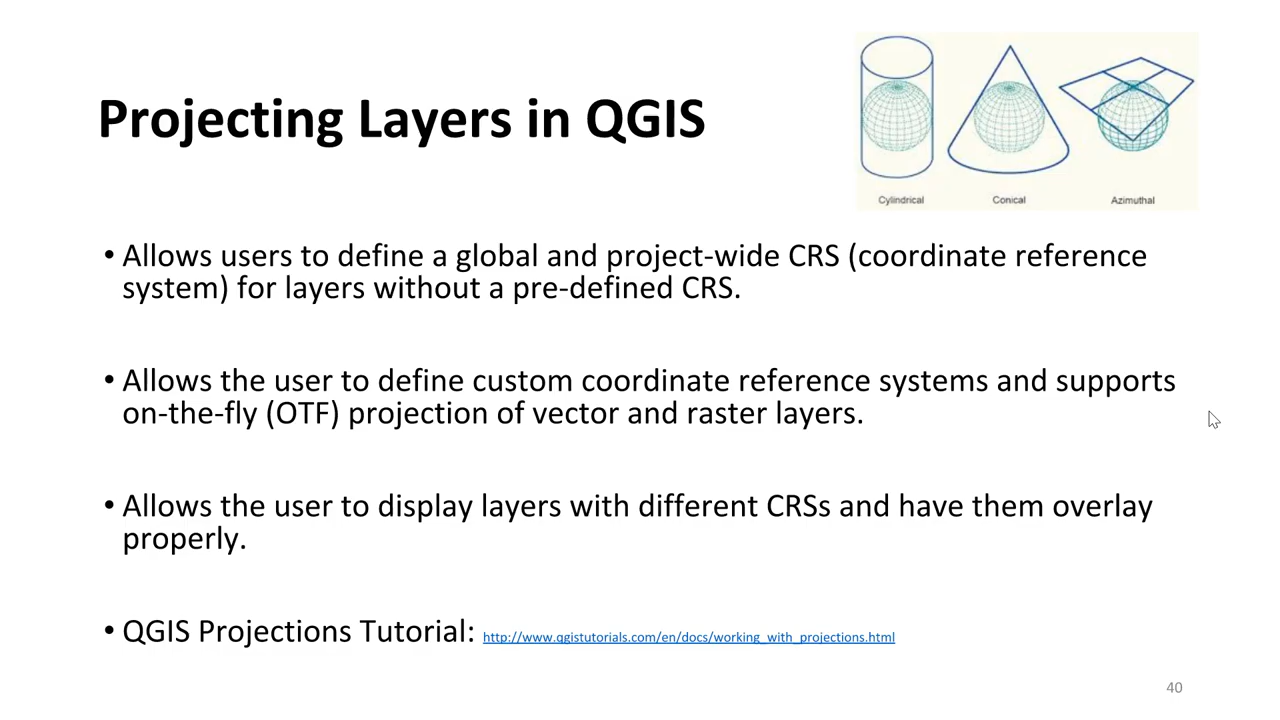 Projecting Layers in QGIS
Cylindrical
Conical
Azimuthal
• Allows users to define a global and project-wide CRS (coordinate reference
system) for layers without a pre-defined CRS.
• Allows the user to define custom coordinate reference systems and supports
on-the-fly (OTF) projection of vector and raster layers.
• Allows the user to display layers with different CRSs and have them overlay
properly.
• QGIS Projections Tutorial: http://www.qgistutorials.com/en/docs/working_with_projections.html
40